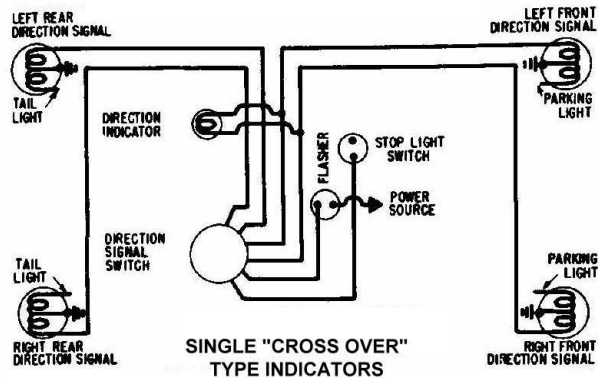 LEFT REAR
DIRECTION SIGNAL
LEFT FRONT
DIRECTION SIGNAL
TAIL
LIGHT
PARKING
LIGHT
DIRECTION
INDICATOR
FLASHER
STOP LIGHT
SWITCH
POWER
SOURCE
DIRECTION
SIGNAL
SWITCH
TAIL
LIGHT
PARKING
LIGHT
RIGHT REAR
DIRECTION SIGNAL
RIGHT FRONT
DIRECTION SIGNAL
SINGLE "CROSS OVER"
TYPE INDICATORS